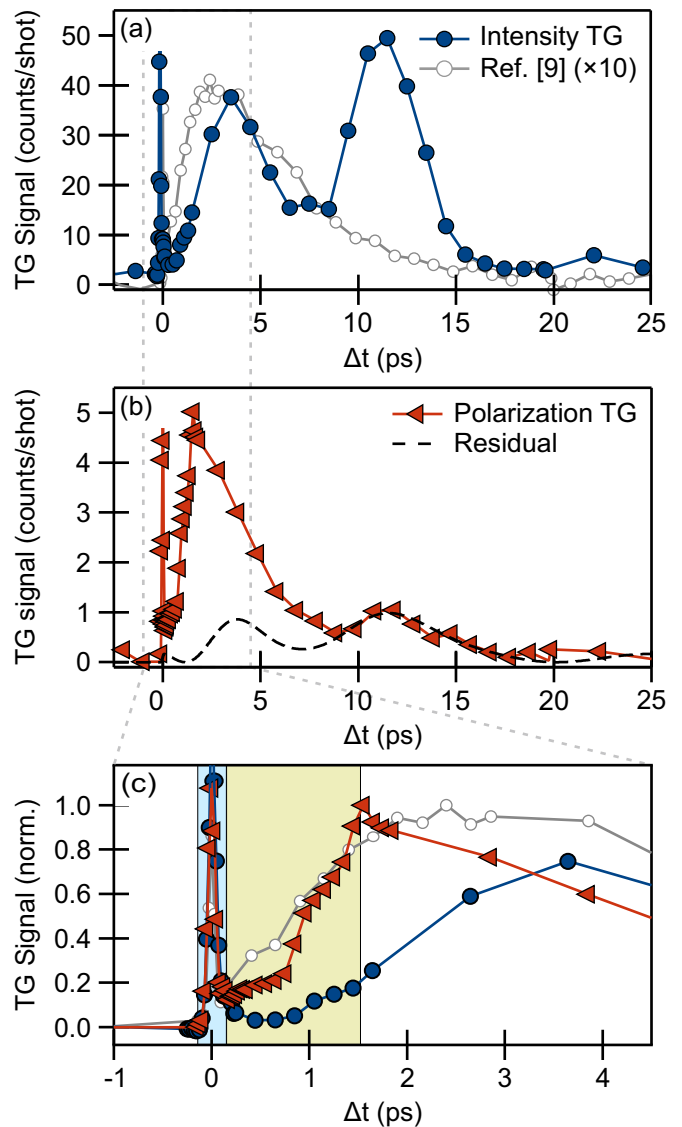 (a)
Intensity TG
Ref. [9] (×10)
TG Signal (counts/shot)
50
40
30
20
10
0
0 5 10 15 20 25
Δt (ps)
(b)
Polarization TG
Residual
TG signal (counts/shot)
5
4
3
2
1
0
0 5 10 15 20 25
Δt (ps)
(c)
TG Signal (norm.)
1.0
0.8
0.6
0.4
0.2
0.0
-1 0 1 2 3 4
Δt (ps)